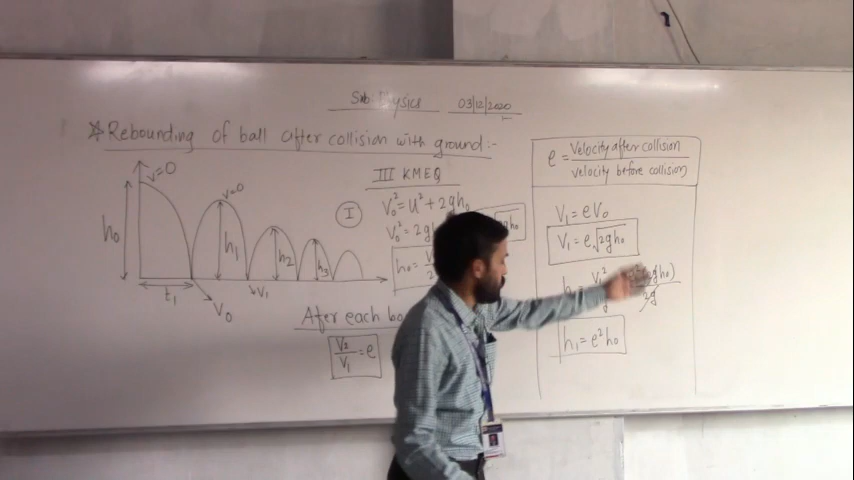 Sub: Physics 03/12/2020
☆ Rebounding of ball after collision with ground:-
III KMEQ
I
V₀² = U² + 2gh₀
V₀² = 2gh
h₀ =
After each bo
V₂/V₁ = e
V=0
V=0
h₀
h₁
h₂
h₃
t₁
V₀
V₁
e = Velocity after collision / velocity before collision
V₁ = eV₀
V₁ = e√2gh₀
h₁ = e²h₀